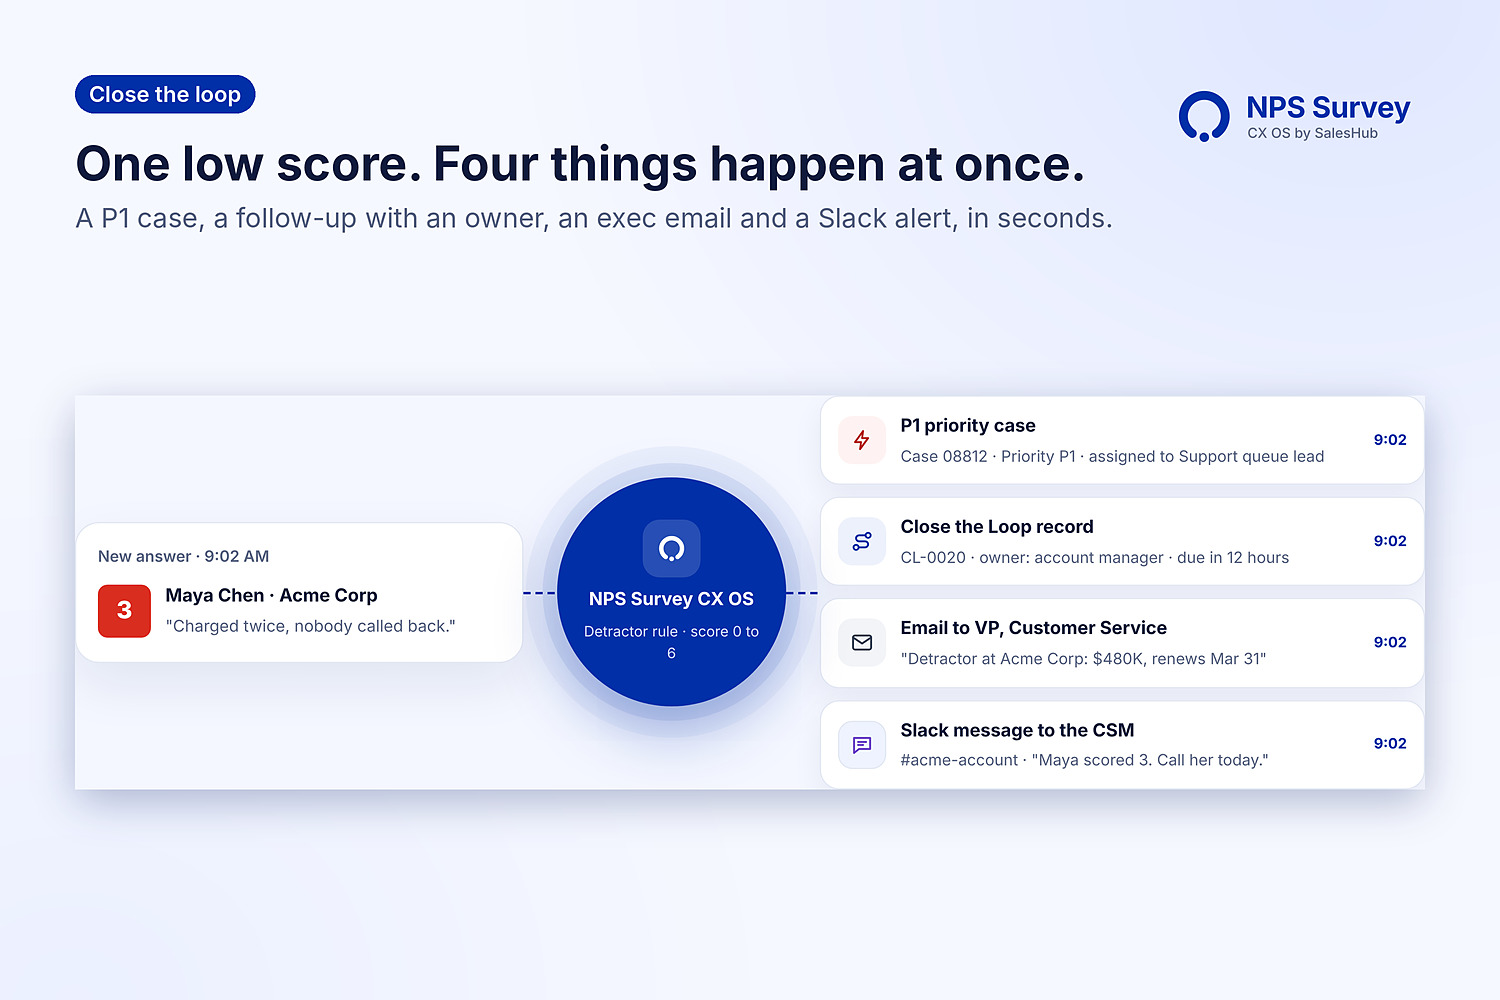 Close the loop
One low score. Four things happen at once.
A P1 case, a follow-up with an owner, an exec email and a Slack alert, in seconds.
NPS Survey
CX OS by SalesHub
New answer · 9:02 AM
3
Maya Chen · Acme Corp
"Charged twice, nobody called back."
NPS Survey CX OS
Detractor rule · score 0 to
6
P1 priority case
Case 08812 · Priority P1 · assigned to Support queue lead
9:02
Close the Loop record
CL-0020 · owner: account manager · due in 12 hours
9:02
Email to VP, Customer Service
"Detractor at Acme Corp: $480K, renews Mar 31"
9:02
Slack message to the CSM
#acme-account · "Maya scored 3. Call her today."
9:02